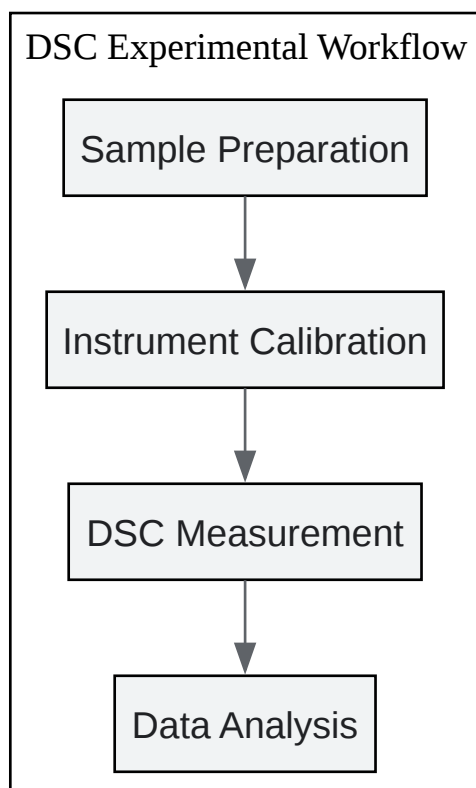 DSC Experimental Workflow
Sample Preparation
Instrument Calibration
DSC Measurement
Data Analysis